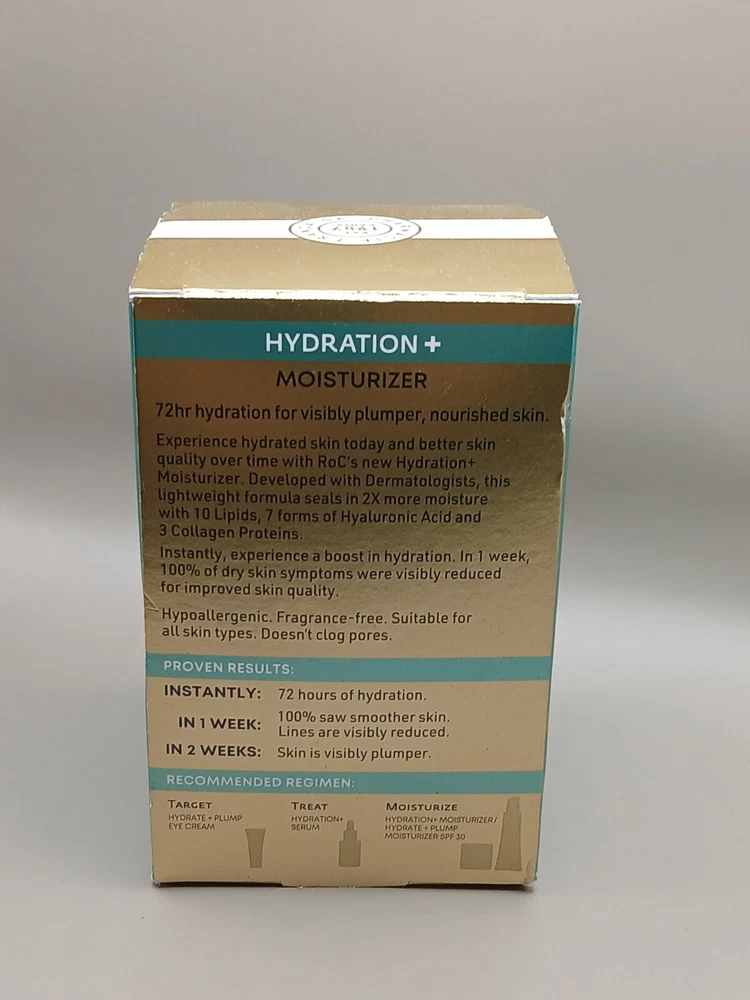 HYDRATION +
MOISTURIZER
72hr hydration for visibly plumper, nourished skin.
Experience hydrated skin today and better skin
quality over time with RoC's new Hydration+
Moisturizer. Developed with Dermatologists, this
lightweight formula seals in 2X more moisture
with 10 Lipids, 7 forms of Hyaluronic Acid and
3 Collagen Proteins.
Instantly, experience a boost in hydration. In 1 week,
100% of dry skin symptoms were visibly reduced
for improved skin quality.
Hypoallergenic. Fragrance-free. Suitable for
all skin types. Doesn't clog pores.
PROVEN RESULTS:
INSTANTLY: 72 hours of hydration.
IN 1 WEEK: 100% saw smoother skin.
Lines are visibly reduced.
IN 2 WEEKS: Skin is visibly plumper.
RECOMMENDED REGIMEN:
TARGET
HYDRATE + PLUMP
EYE CREAM
TREAT
HYDRATION+
SERUM
MOISTURIZE
HYDRATION+ MOISTURIZER/
HYDRATE + PLUMP
MOISTURIZER SPF 30